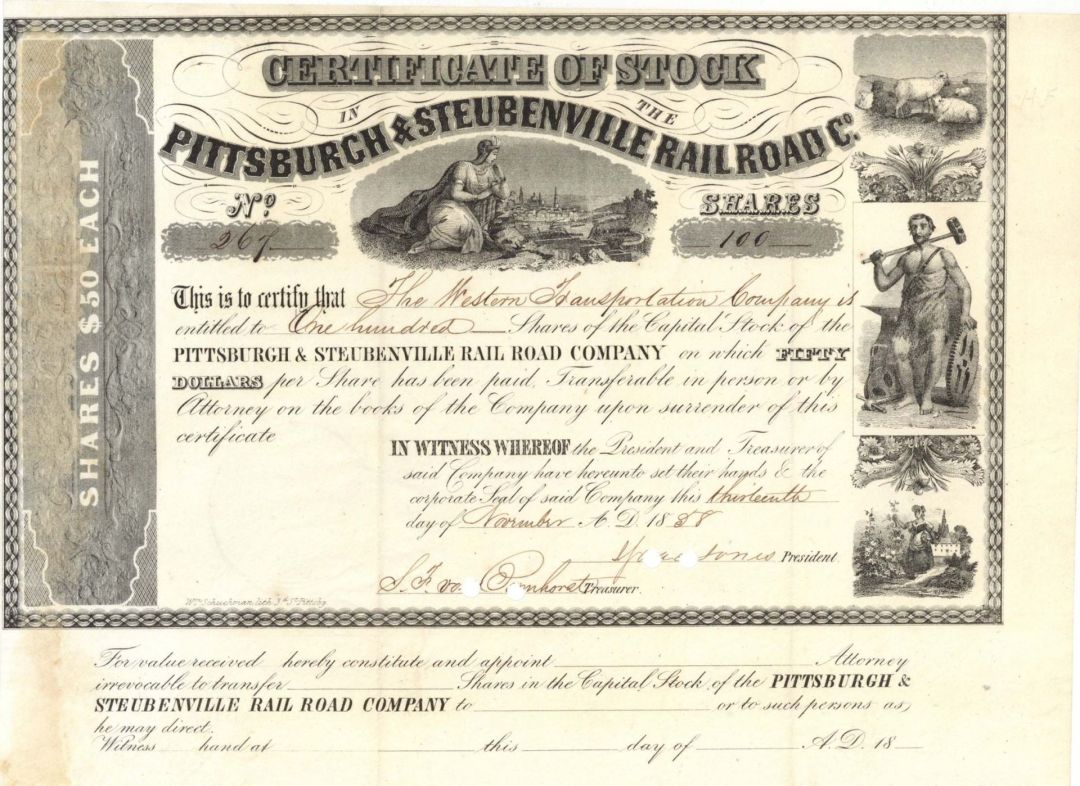 CERTIFICATE OF STOCK
IN THE
PITTSBURGH & STEUBENVILLE RAIL ROAD Co.
No. SHARES
267 100
SHARES $50 EACH
This is to certify that The Western Transportation Company is
entitled to One hundred Shares of the Capital Stock of the
PITTSBURGH & STEUBENVILLE RAIL ROAD COMPANY on which FIFTY
DOLLARS per Share has been paid, Transferable in person or by
Attorney on the books of the Company upon surrender of this
certificate
IN WITNESS WHEREOF the President and Treasurer of
said Company have hereunto set their hands & the
corporate Seal of said Company this thirteenth
day of November A.D. 1858
Jones President
S. F. Treasurer.
Wm. Schuchman, lith. 3d St. Pittsbg.
For value received hereby constitute and appoint Attorney
irrevocable to transfer Shares in the Capital Stock of the PITTSBURGH &
STEUBENVILLE RAIL ROAD COMPANY to or to such persons as
he may direct.
Witness hand at this day of A.D. 18